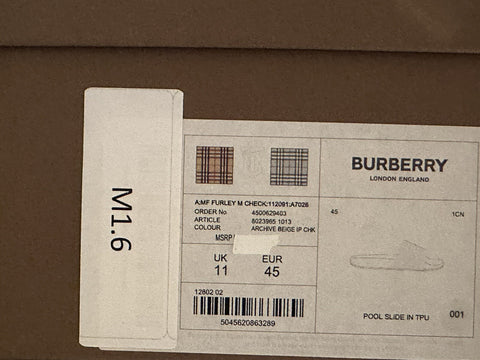 M1.6
BURBERRY
LONDON ENGLAND
A:MF FURLEY M CHECK:112091:A7026
ORDER No. 4500629403
ARTICLE 8023965 1013
COLOUR ARCHIVE BEIGE IP CHK
MSRP
UK EUR
11 45
12802 02
5045620863289
45 1CN
POOL SLIDE IN TPU 001